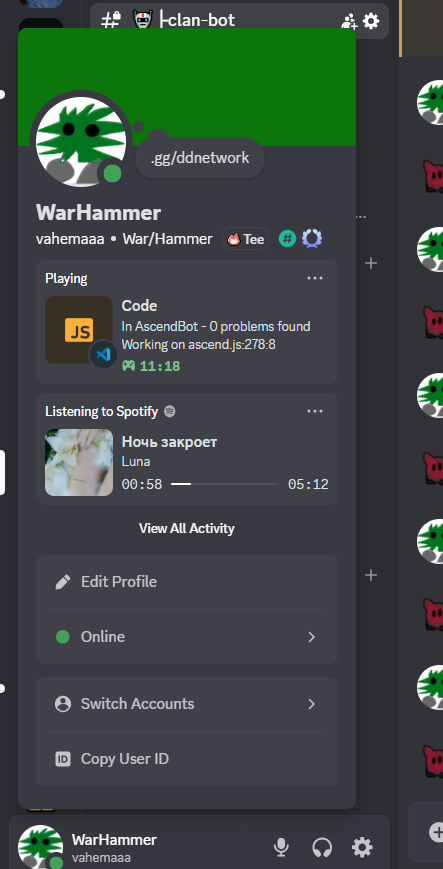 ├-clan-bot
.gg/ddnetwork
WarHammer
vahemaaa • War/Hammer Tee #
Playing
JS
Code
In AscendBot - 0 problems found
Working on ascend.js:278:8
11:18
Listening to Spotify
Ночь закроет
Luna
00:58 05:12
View All Activity
Edit Profile
Online
Switch Accounts
ID Copy User ID
WarHammer
vahemaaa